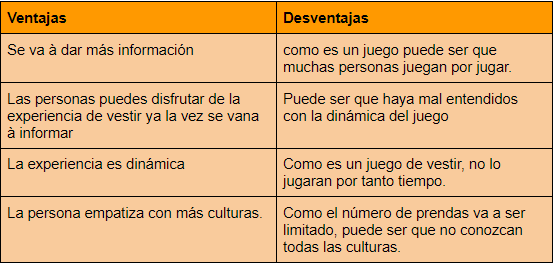 Ventajas
Desventajas
Se va à dar más información
como es un juego puede ser que
muchas personas juegan por jugar.
Las personas puedes disfrutar de la
experiencia de vestir ya la vez se vana
à informar
Puede ser que haya mal entendidos
con la dinámica del juego
La experiencia es dinámica
Como es un juego de vestir, no lo
jugaran por tanto tiempo.
La persona empatiza con más culturas.
Como el número de prendas va a ser
limitado, puede ser que no conozcan
todas las culturas.